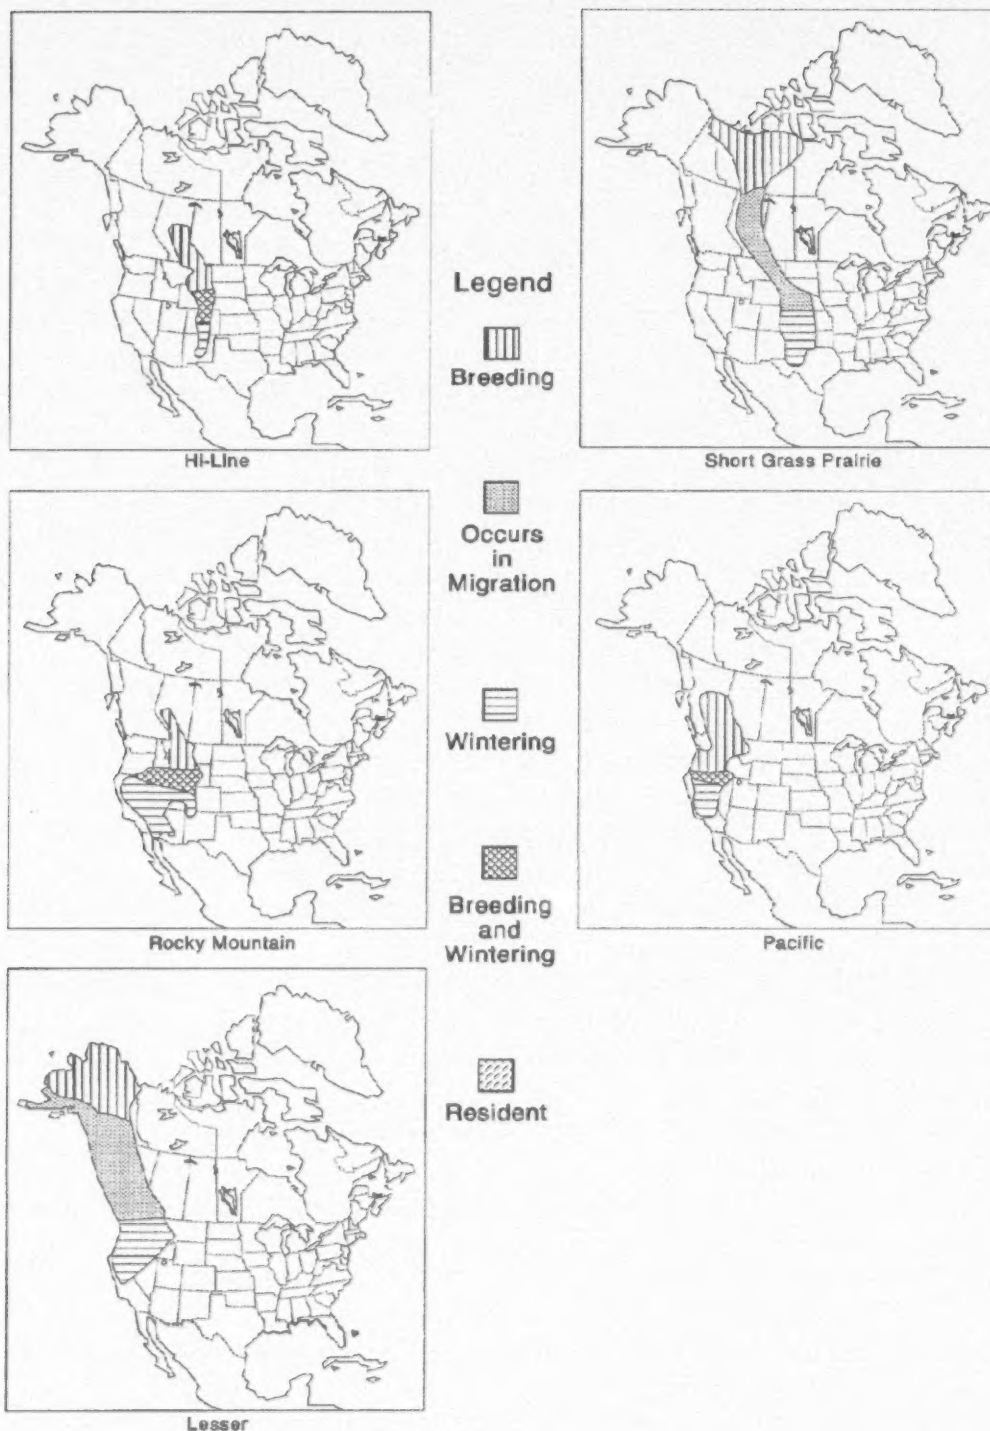 Hi-Line
Short Grass Prairie
Legend
Breeding
Occurs
in
Migration
Wintering
Breeding
and
Wintering
Resident
Rocky Mountain
Pacific
Lesser